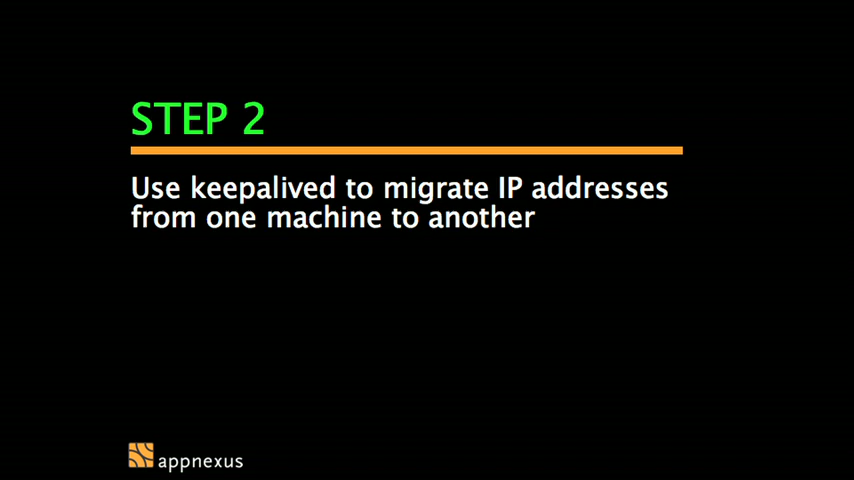 STEP 2
Use keepalived to migrate IP addresses
from one machine to another
appnexus